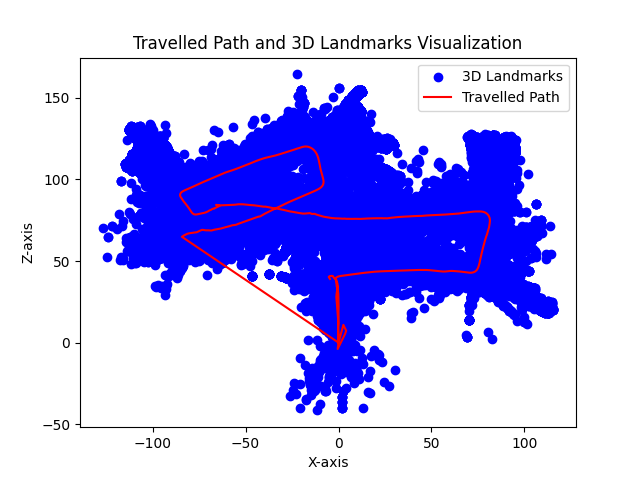 Travelled Path and 3D Landmarks Visualization
3D Landmarks
Travelled Path
150
100
50
0
−50
Z-axis
−100
−50
0
50
100
X-axis